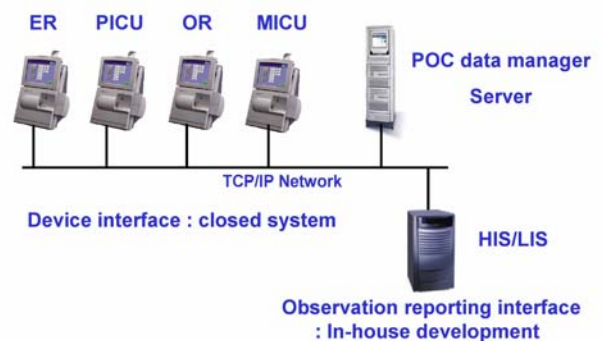 ER PICU OR MICU
POC data manager
Server
TCP/IP Network
Device interface : closed system
HIS/LIS
Observation reporting interface
: In-house development